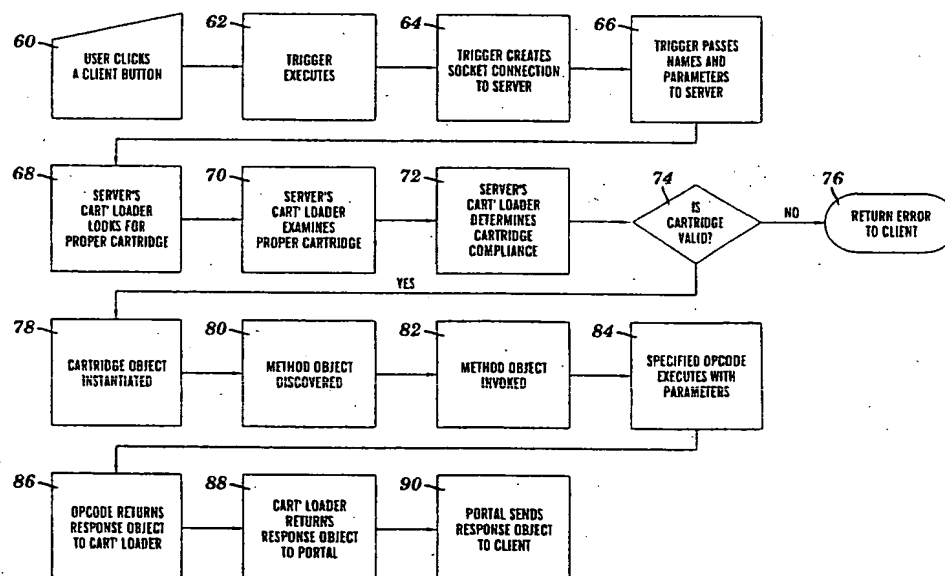 60
USER CLICKS
A CLIENT BUTTON
62
TRIGGER
EXECUTES
64
TRIGGER CREATES
SOCKET CONNECTION
TO SERVER
66
TRIGGER PASSES
NAMES AND
PARAMETERS
TO SERVER
68
SERVER'S
CART' LOADER
LOOKS FOR
PROPER CARTRIDGE
70
SERVER'S
CART' LOADER
EXAMINES
PROPER CARTRIDGE
72
SERVER'S
CART' LOADER
DETERMINES
CARTRIDGE
COMPLIANCE
74
IS
CARTRIDGE
VALID?
NO
76
RETURN ERROR
TO CLIENT
YES
78
CARTRIDGE OBJECT
INSTANTIATED
80
METHOD OBJECT
DISCOVERED
82
METHOD OBJECT
INVOKED
84
SPECIFIED OPCODE
EXECUTES WITH
PARAMETERS
86
OPCODE RETURNS
RESPONSE OBJECT
TO CART' LOADER
88
CART' LOADER
RETURNS
RESPONSE OBJECT
TO PORTAL
90
PORTAL SENDS
RESPONSE OBJECT
TO CLIENT